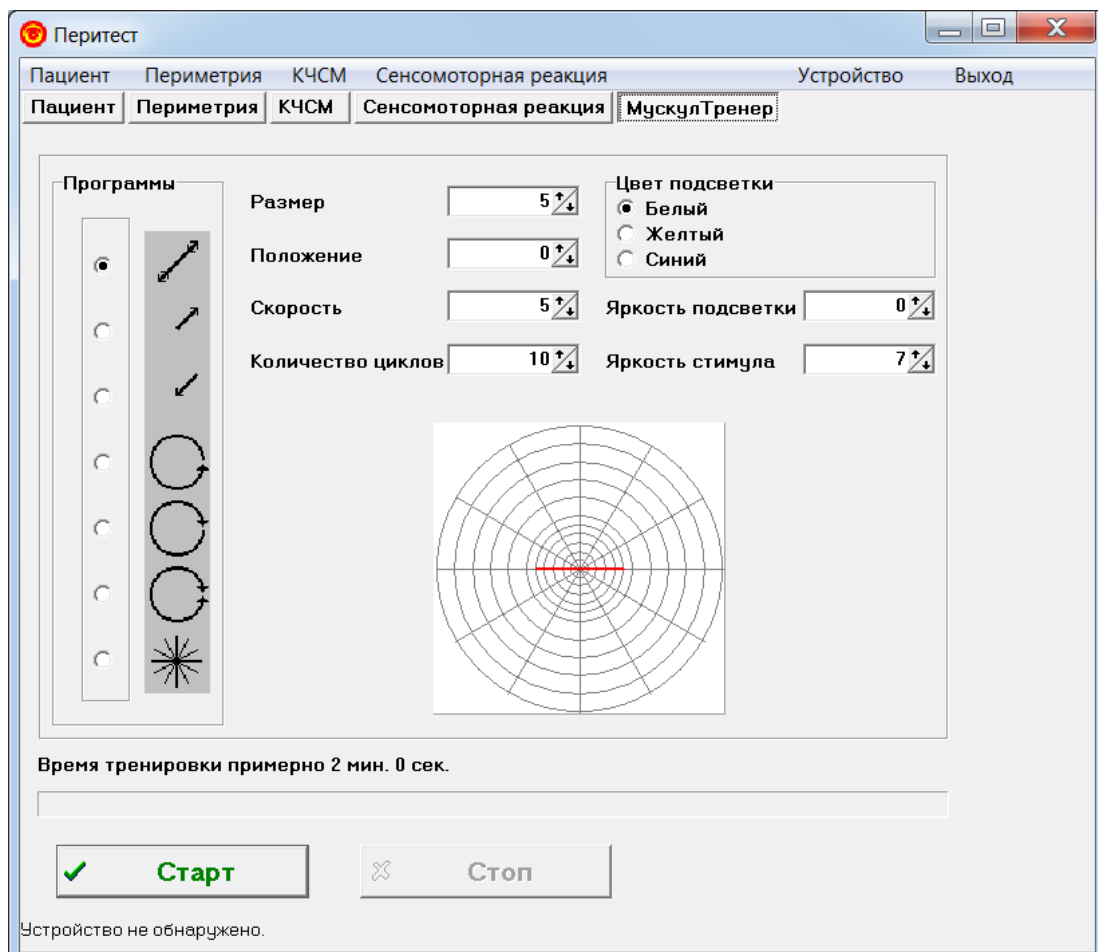 Перитест
Пациент Периметрия КЧСМ Сенсомоторная реакция Устройство Выход
Пациент Периметрия КЧСМ Сенсомоторная реакция МускулТренер
Программы
Размер 5
Положение 0
Скорость 5
Количество циклов 10
Цвет подсветки
Белый
Желтый
Синий
Яркость подсветки 0
Яркость стимула 7
Время тренировки примерно 2 мин. 0 сек.
Старт Стоп
Устройство не обнаружено.